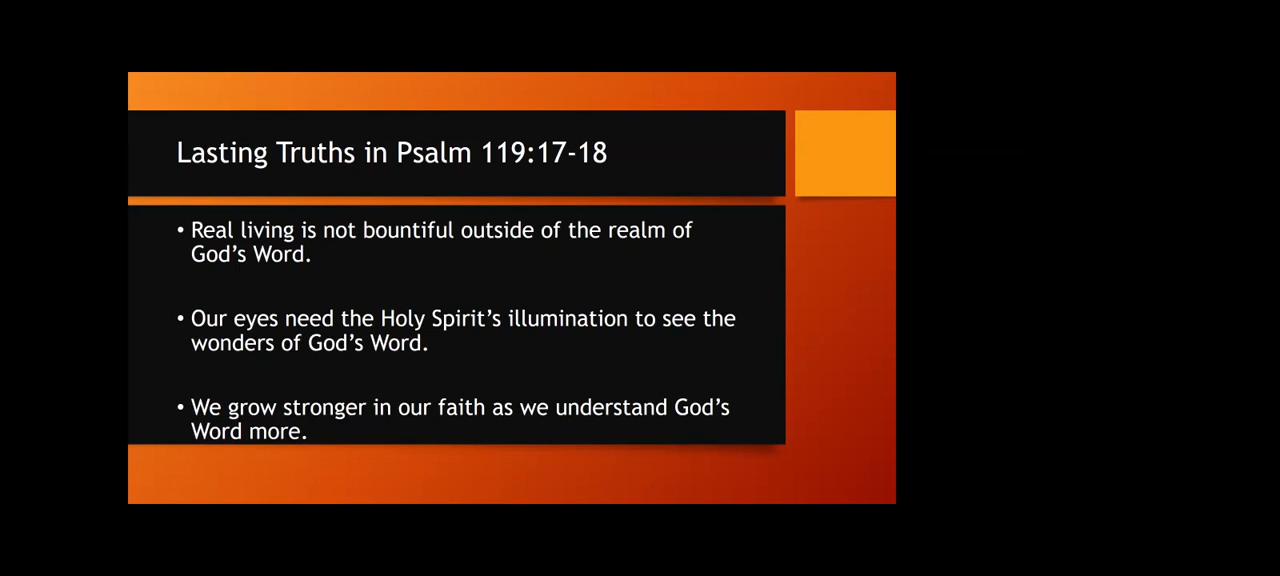 Lasting Truths in Psalm 119:17-18
• Real living is not bountiful outside of the realm of
God’s Word.
• Our eyes need the Holy Spirit’s illumination to see the
wonders of God’s Word.
• We grow stronger in our faith as we understand God’s
Word more.